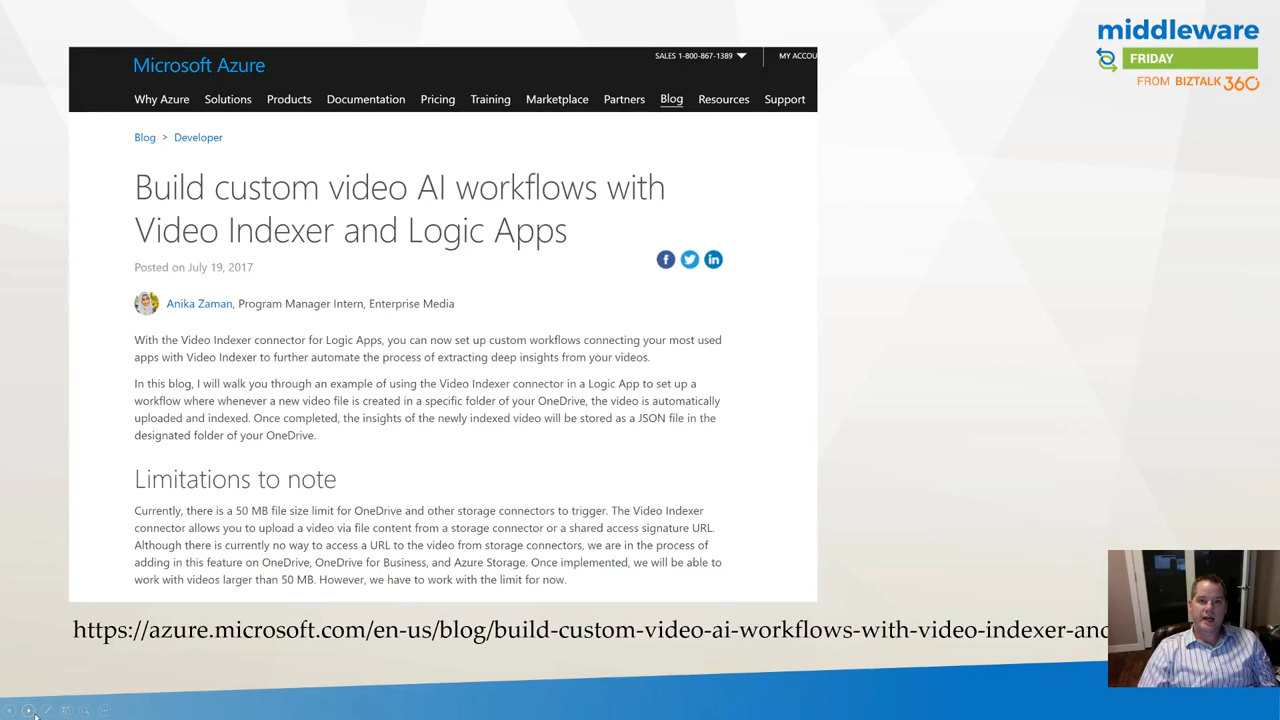 middleware
FRIDAY
FROM BIZTALK360
SALES 1-800-867-1389
MY ACCOU
Microsoft Azure
Why Azure Solutions Products Documentation Pricing Training Marketplace Partners Blog Resources Support
Blog > Developer
Build custom video AI workflows with
Video Indexer and Logic Apps
Posted on July 19, 2017
Anika Zaman, Program Manager Intern, Enterprise Media
With the Video Indexer connector for Logic Apps, you can now set up custom workflows connecting your most used
apps with Video Indexer to further automate the process of extracting deep insights from your videos.
In this blog, I will walk you through an example of using the Video Indexer connector in a Logic App to set up a
workflow where whenever a new video file is created in a specific folder of your OneDrive, the video is automatically
uploaded and indexed. Once completed, the insights of the newly indexed video will be stored as a JSON file in the
designated folder of your OneDrive.
Limitations to note
Currently, there is a 50 MB file size limit for OneDrive and other storage connectors to trigger. The Video Indexer
connector allows you to upload a video via file content from a storage connector or a shared access signature URL.
Although there is currently no way to access a URL to the video from storage connectors, we are in the process of
adding in this feature on OneDrive, OneDrive for Business, and Azure Storage. Once implemented, we will be able to
work with videos larger than 50 MB. However, we have to work with the limit for now.
https://azure.microsoft.com/en-us/blog/build-custom-video-ai-workflows-with-video-indexer-and